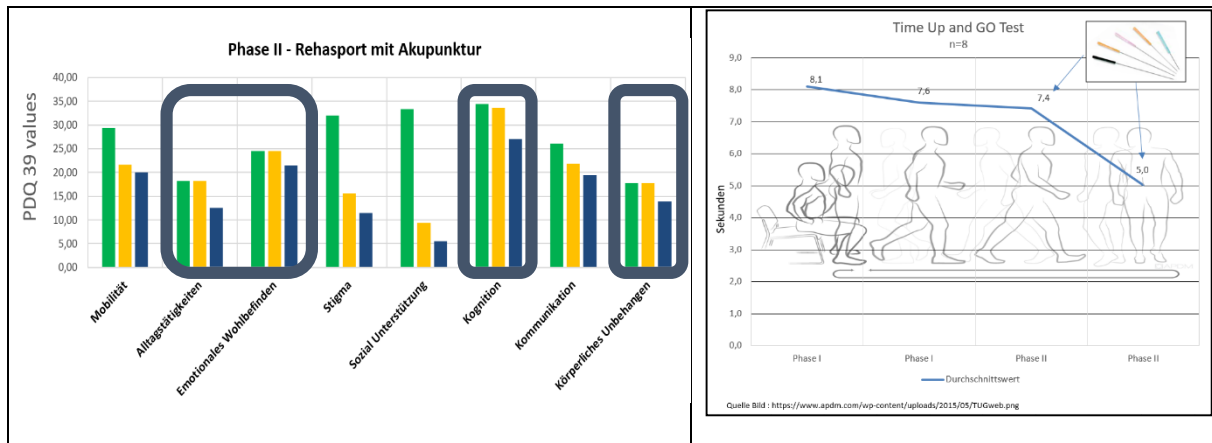 Phase II - Rehasport mit Akupunktur
PDQ 39 values
40,00
35,00
30,00
25,00
20,00
15,00
10,00
5,00
0,00
Mobilität
Alltagstätigkeiten
Emotionales Wohlbefinden
Stigma
Sozial Unterstützung
Kognition
Kommunikation
Körperliches Unbehangen
Time Up and GO Test
n=8
Sekunden
9,0
8,0
7,0
6,0
5,0
4,0
3,0
2,0
1,0
0,0
8,1
7,6
7,4
5,0
Phase I
Phase I
Phase II
Phase II
Durchschnittswert
Quelle Bild : https://www.apdm.com/wp-content/uploads/2015/05/TUGweb.png